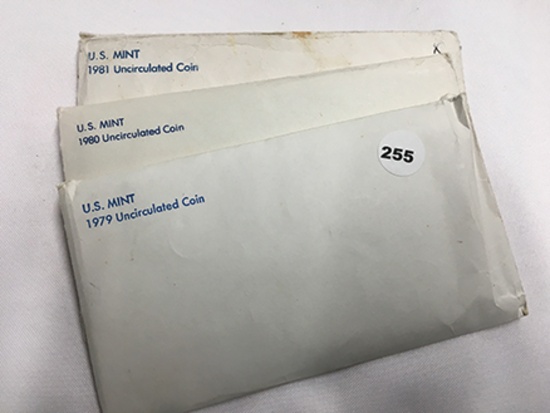 U.S. MINT
1981 Uncirculated Coin
X
U.S. MINT
1980 Uncirculated Coin
255
U.S. MINT
1979 Uncirculated Coin